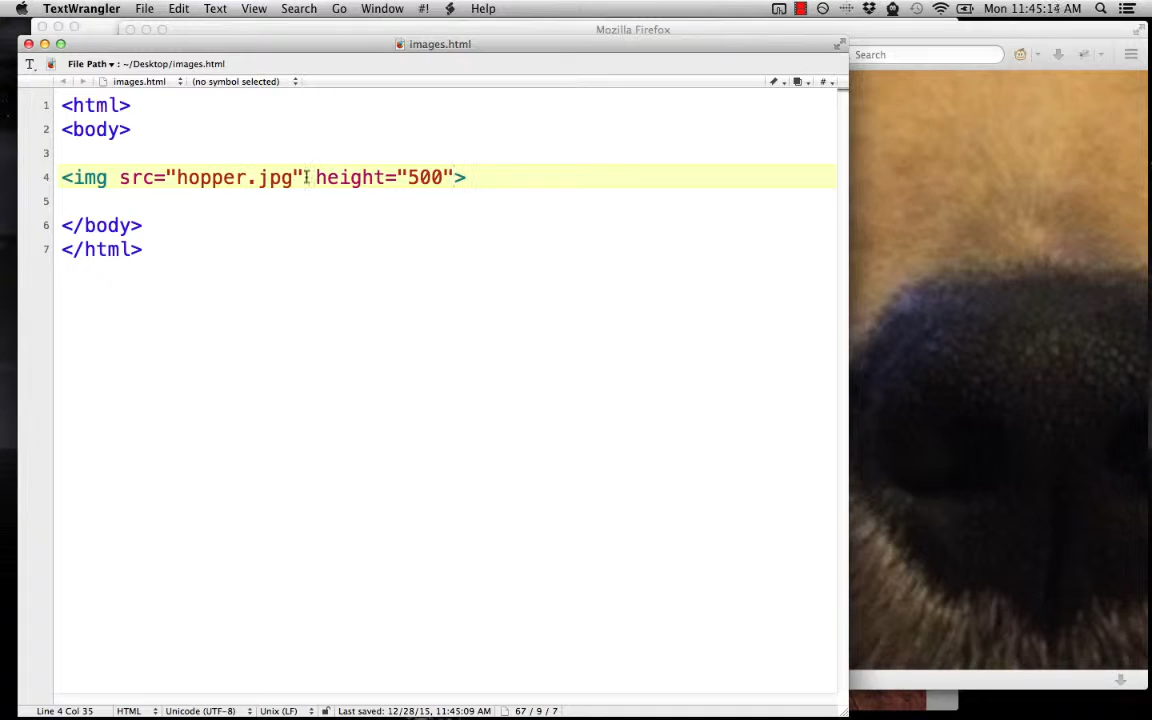 TextWrangler File Edit Text View Search Go Window #! Help Mon 11:45:14 AM
Mozilla Firefox
images.html
Search
File Path ▾ : ~/Desktop/images.html
images.html (no symbol selected) #
1 <html>
2 <body>
3
4 <img src="hopper.jpg" height="500">
5
6 </body>
7 </html>
Line 4 Col 35 HTML Unicode (UTF-8) Unix (LF) Last saved: 12/28/15, 11:45:09 AM 67 / 9 / 7